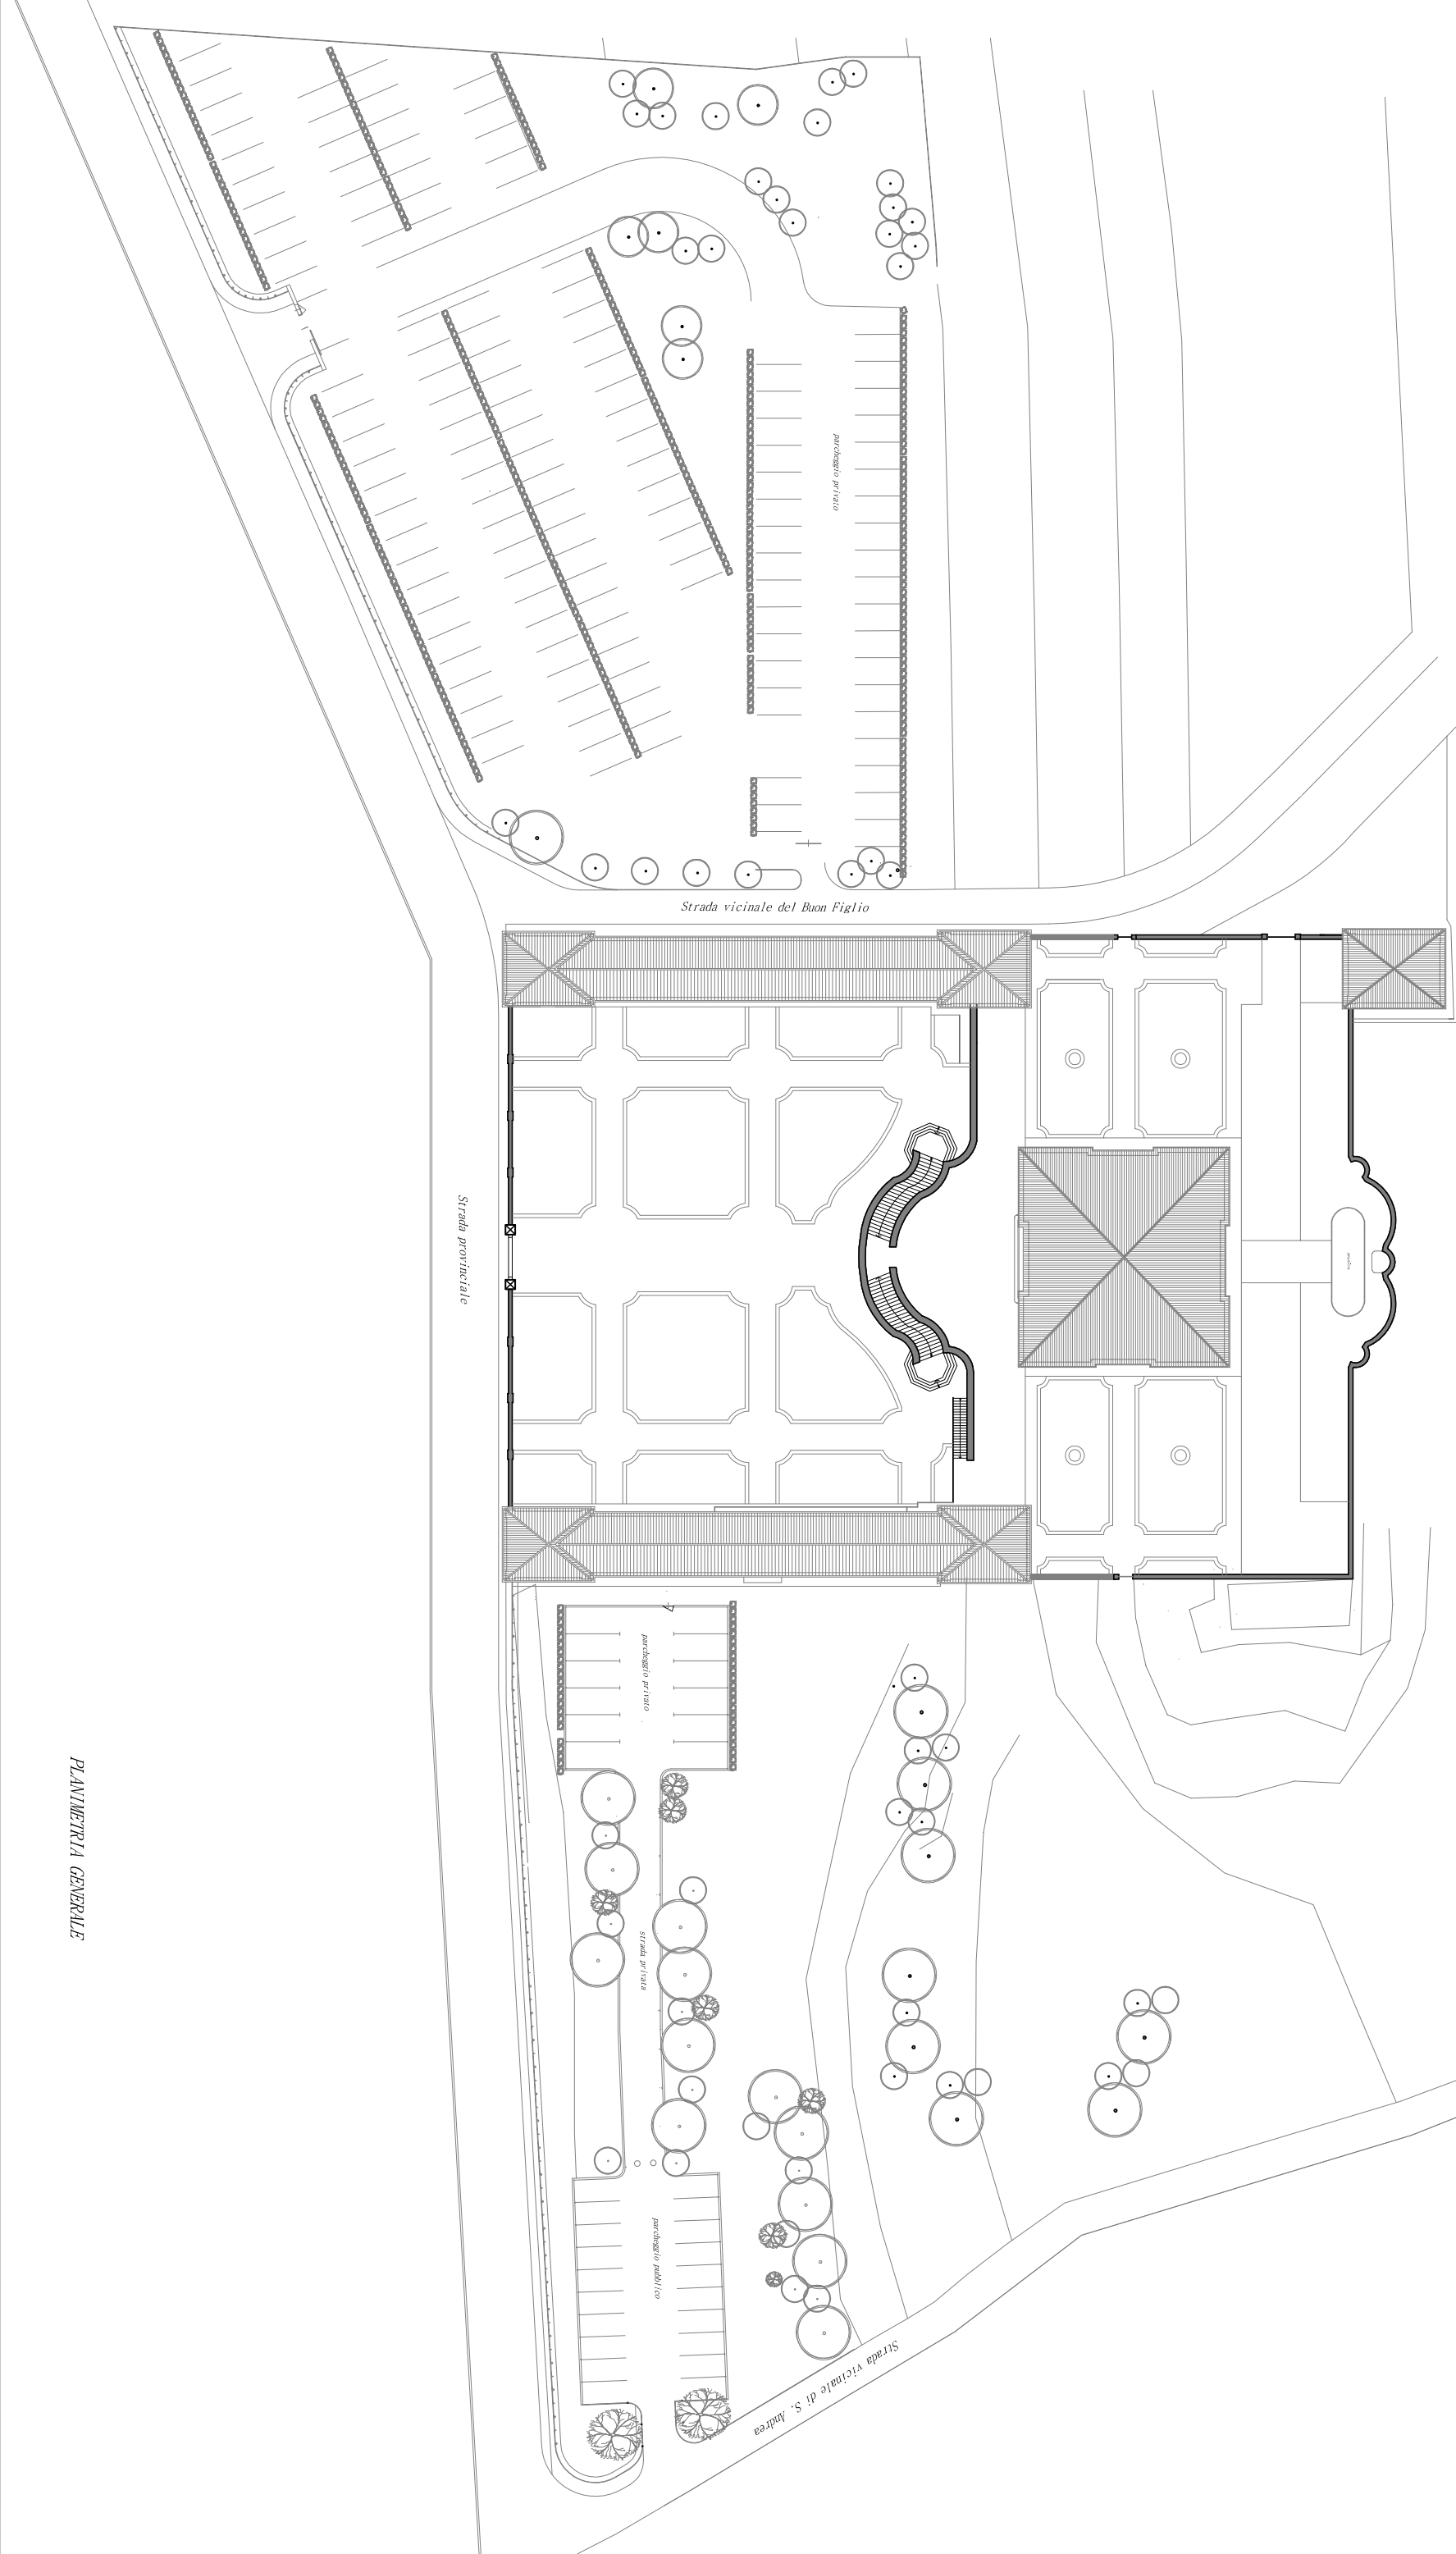 parcheggio privato
Strada vicinale del Buon Figlio
Strada provinciale
parcheggio privato
PLANIMETRIA GENERALE
strada privata
parcheggio pubblico
Strada vicinale di S. Andrea